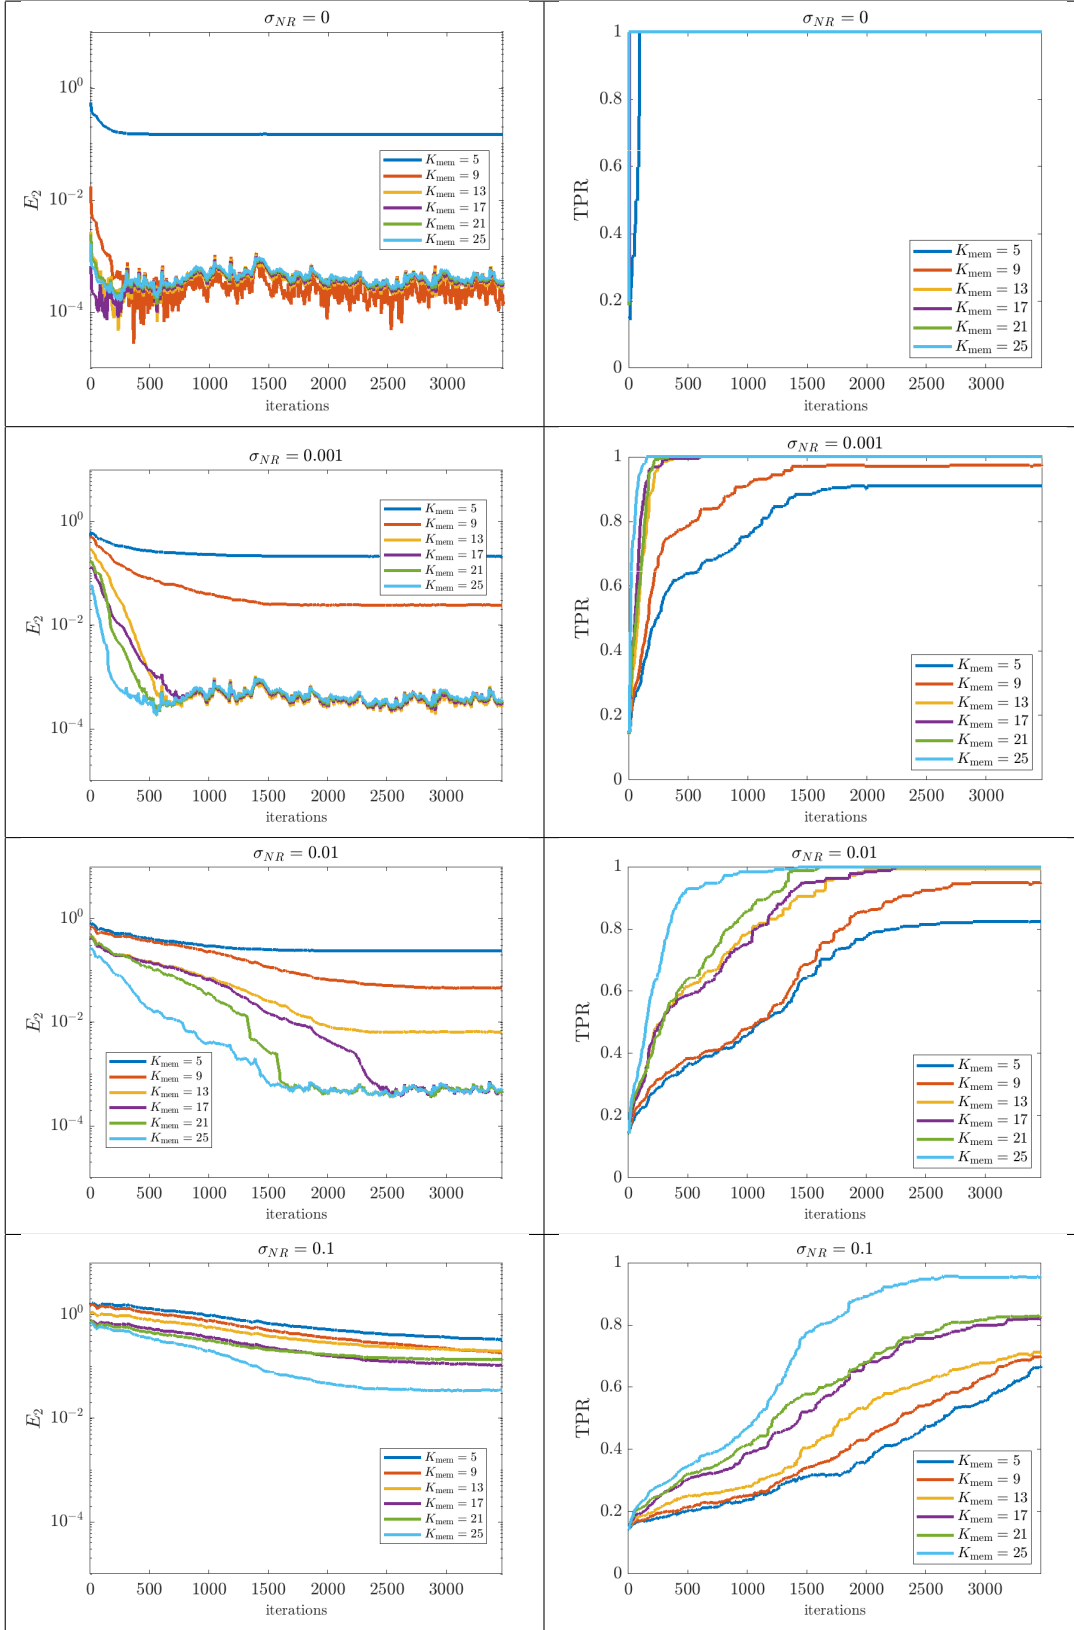 σ_NR = 0
10^0
10^-2
10^-4
E_2
K_mem = 5
K_mem = 9
K_mem = 13
K_mem = 17
K_mem = 21
K_mem = 25
0 500 1000 1500 2000 2500 3000
iterations
σ_NR = 0
1
0.8
0.6
0.4
0.2
0
TPR
K_mem = 5
K_mem = 9
K_mem = 13
K_mem = 17
K_mem = 21
K_mem = 25
0 500 1000 1500 2000 2500 3000
iterations
σ_NR = 0.001
10^0
10^-2
10^-4
E_2
K_mem = 5
K_mem = 9
K_mem = 13
K_mem = 17
K_mem = 21
K_mem = 25
0 500 1000 1500 2000 2500 3000
iterations
σ_NR = 0.001
1
0.8
0.6
0.4
0.2
0
TPR
K_mem = 5
K_mem = 9
K_mem = 13
K_mem = 17
K_mem = 21
K_mem = 25
0 500 1000 1500 2000 2500 3000
iterations
σ_NR = 0.01
10^0
10^-2
10^-4
E_2
K_mem = 5
K_mem = 9
K_mem = 13
K_mem = 17
K_mem = 21
K_mem = 25
0 500 1000 1500 2000 2500 3000
iterations
σ_NR = 0.01
1
0.8
0.6
0.4
0.2
0
TPR
K_mem = 5
K_mem = 9
K_mem = 13
K_mem = 17
K_mem = 21
K_mem = 25
0 500 1000 1500 2000 2500 3000
iterations
σ_NR = 0.1
10^0
10^-2
10^-4
E_2
K_mem = 5
K_mem = 9
K_mem = 13
K_mem = 17
K_mem = 21
K_mem = 25
0 500 1000 1500 2000 2500 3000
iterations
σ_NR = 0.1
1
0.8
0.6
0.4
0.2
0
TPR
K_mem = 5
K_mem = 9
K_mem = 13
K_mem = 17
K_mem = 21
K_mem = 25
0 500 1000 1500 2000 2500 3000
iterations